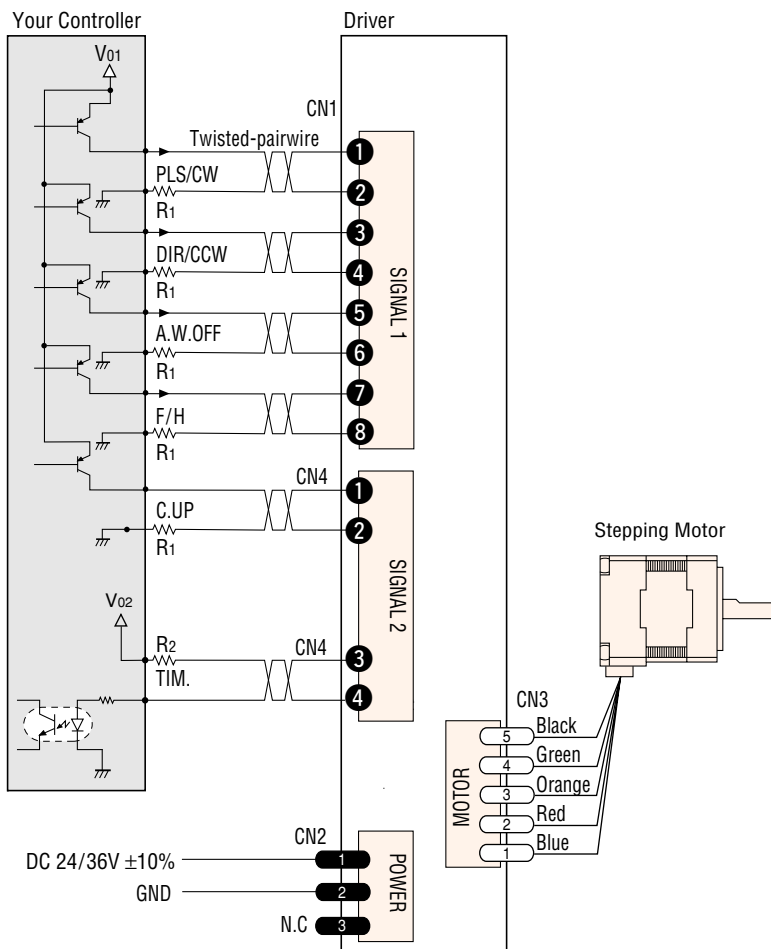 Your Controller
Driver
V01
CN1
Twisted-pairwire
1
PLS/CW
2
R1
3
DIR/CCW
4
R1
SIGNAL 1
5
A.W.OFF
6
R1
7
F/H
8
R1
CN4
1
C.UP
2
R1
SIGNAL 2
Stepping Motor
V02
R2
CN4
3
TIM.
4
CN3
MOTOR
5 Black
4 Green
3 Orange
2 Red
1 Blue
CN2
POWER
DC 24/36V ±10%
1
GND
2
N.C
3